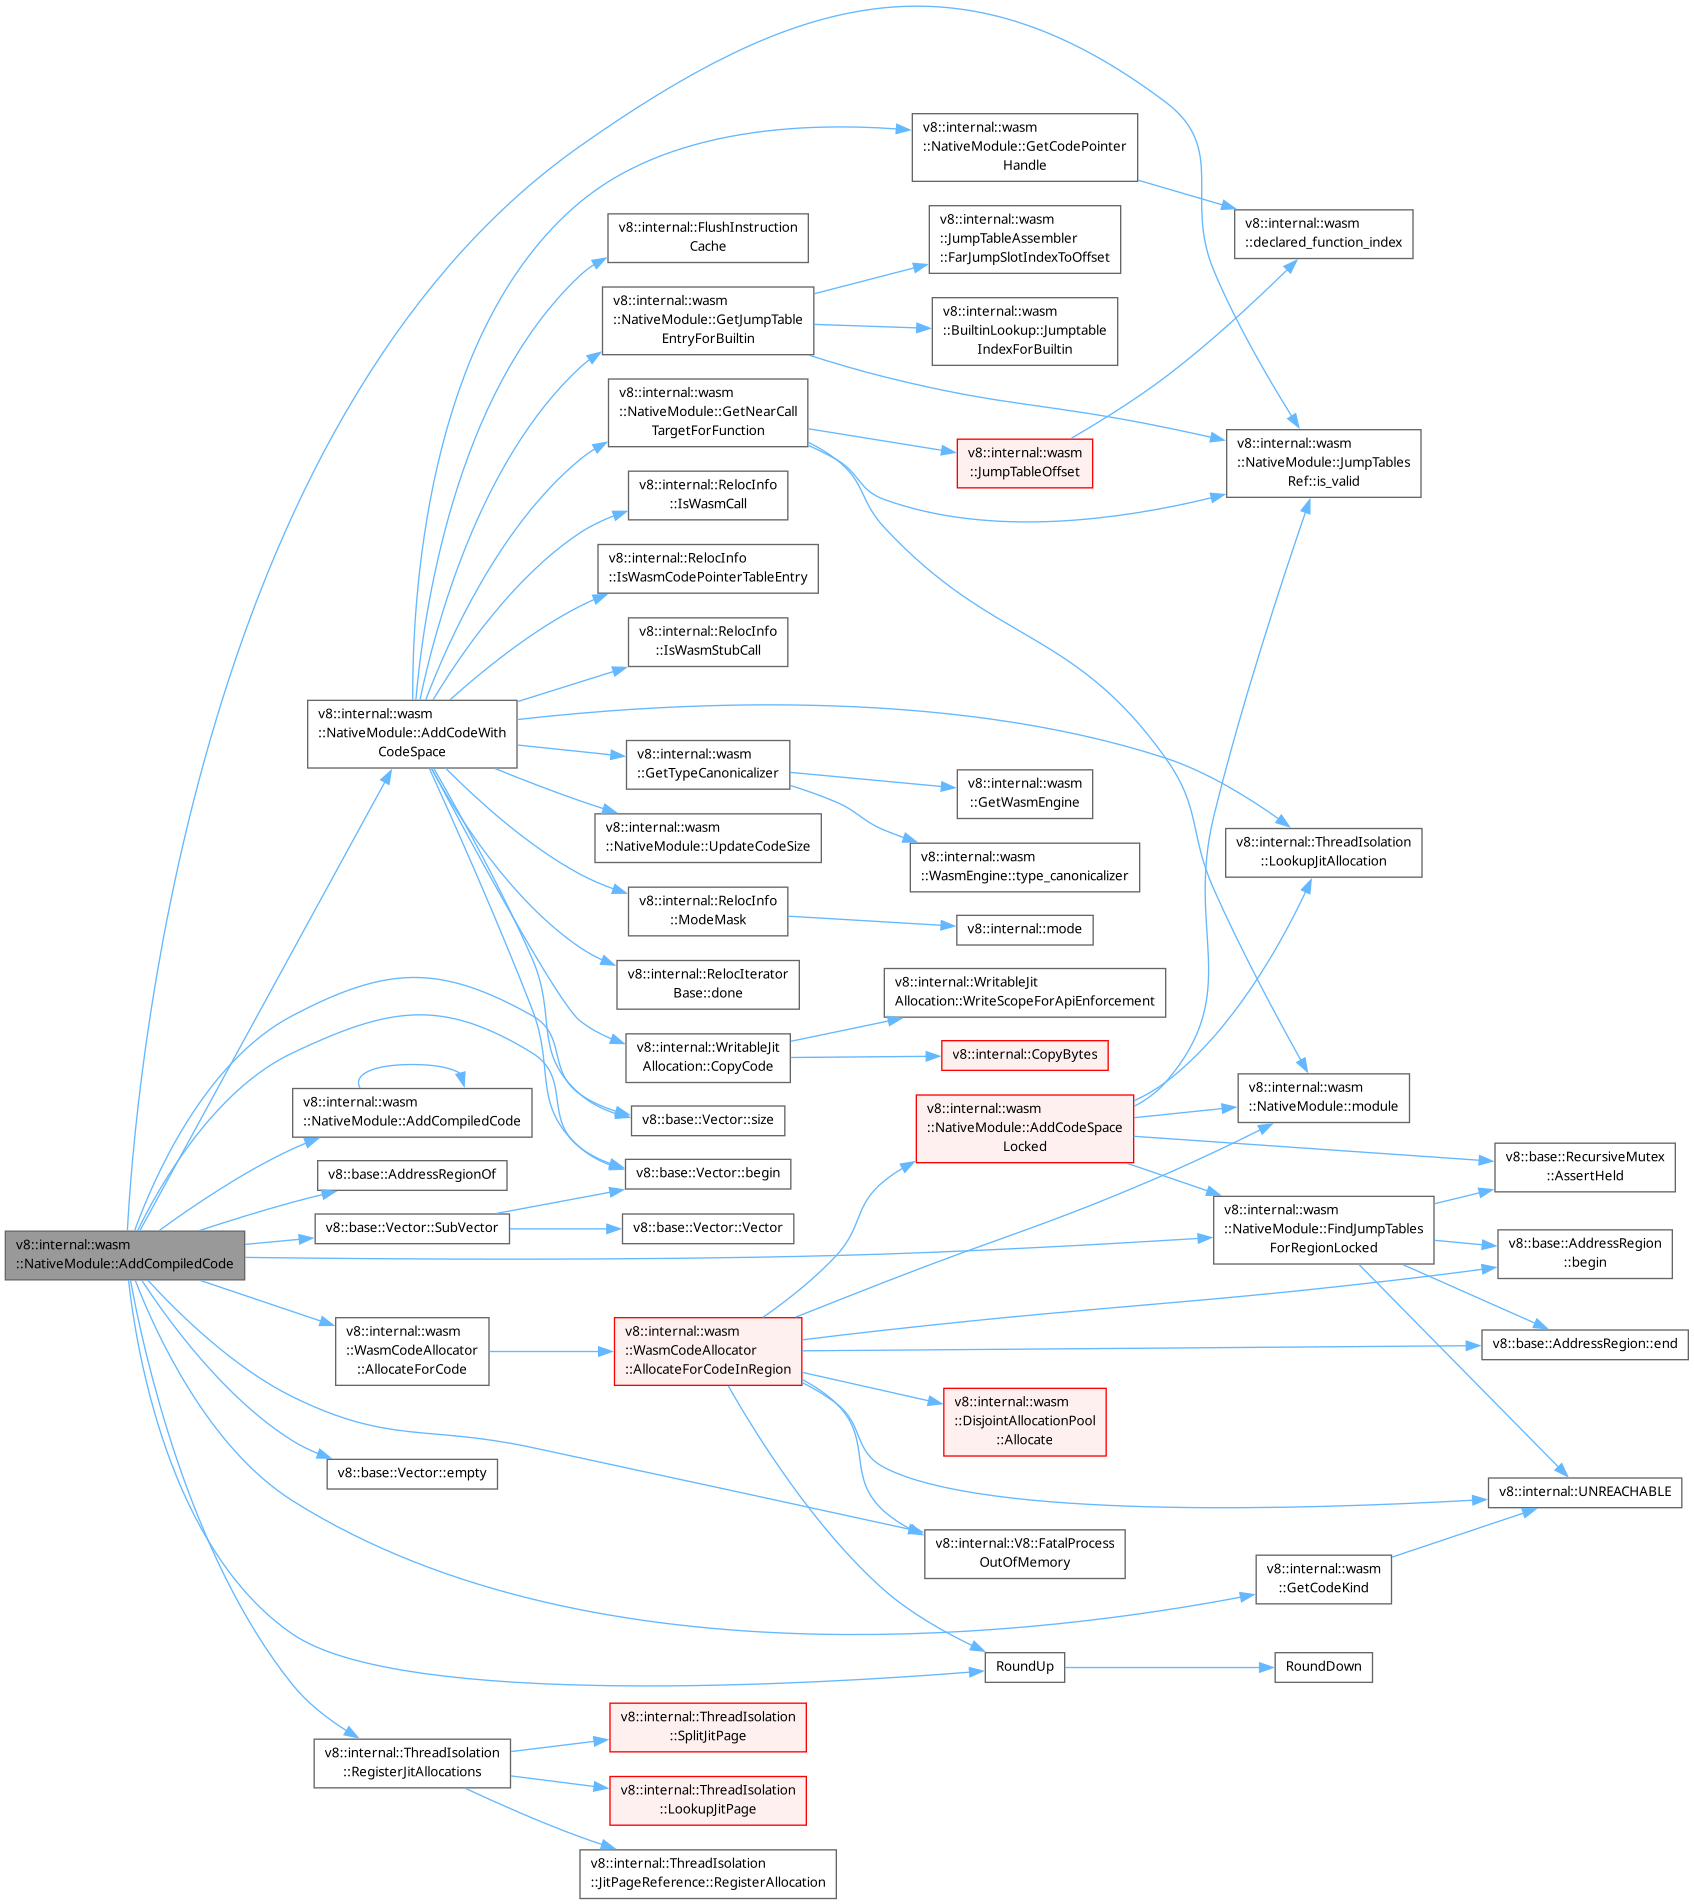 v8::internal::wasm
::NativeModule::GetCodePointer
Handle
v8::internal::FlushInstruction
Cache
v8::internal::wasm
::JumpTableAssembler
::FarJumpSlotIndexToOffset
v8::internal::wasm
::declared_function_index
v8::internal::wasm
::NativeModule::GetJumpTable
EntryForBuiltin
v8::internal::wasm
::BuiltinLookup::Jumptable
IndexForBuiltin
v8::internal::wasm
::NativeModule::GetNearCall
TargetForFunction
v8::internal::wasm
::JumpTableOffset
v8::internal::wasm
::NativeModule::JumpTables
Ref::is_valid
v8::internal::RelocInfo
::IsWasmCall
v8::internal::RelocInfo
::IsWasmCodePointerTableEntry
v8::internal::RelocInfo
::IsWasmStubCall
v8::internal::wasm
::NativeModule::AddCodeWith
CodeSpace
v8::internal::wasm
::GetTypeCanonicalizer
v8::internal::wasm
::GetWasmEngine
v8::internal::wasm
::NativeModule::UpdateCodeSize
v8::internal::wasm
::WasmEngine::type_canonicalizer
v8::internal::ThreadIsolation
::LookupJitAllocation
v8::internal::RelocInfo
::ModeMask
v8::internal::mode
v8::internal::RelocIterator
Base::done
v8::internal::WritableJit
Allocation::WriteScopeForApiEnforcement
v8::internal::WritableJit
Allocation::CopyCode
v8::internal::CopyBytes
v8::internal::wasm
::NativeModule::AddCompiledCode
v8::base::Vector::size
v8::internal::wasm
::NativeModule::AddCodeSpace
Locked
v8::internal::wasm
::NativeModule::module
v8::base::AddressRegionOf
v8::base::Vector::begin
v8::base::RecursiveMutex
::AssertHeld
v8::base::Vector::SubVector
v8::base::Vector::Vector
v8::internal::wasm
::NativeModule::FindJumpTables
ForRegionLocked
v8::base::AddressRegion
::begin
v8::internal::wasm
::NativeModule::AddCompiledCode
v8::internal::wasm
::WasmCodeAllocator
::AllocateForCode
v8::internal::wasm
::WasmCodeAllocator
::AllocateForCodeInRegion
v8::base::AddressRegion::end
v8::internal::wasm
::DisjointAllocationPool
::Allocate
v8::base::Vector::empty
v8::internal::UNREACHABLE
v8::internal::V8::FatalProcess
OutOfMemory
v8::internal::wasm
::GetCodeKind
RoundUp
RoundDown
v8::internal::ThreadIsolation
::SplitJitPage
v8::internal::ThreadIsolation
::RegisterJitAllocations
v8::internal::ThreadIsolation
::LookupJitPage
v8::internal::ThreadIsolation
::JitPageReference::RegisterAllocation